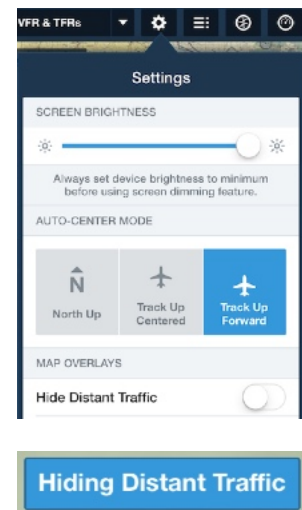 VFR & TFRs
Settings
SCREEN BRIGHTNESS
Always set device brightness to minimum
before using screen dimming feature.
AUTO-CENTER MODE
N
North Up
Track Up
Centered
Track Up
Forward
MAP OVERLAYS
Hide Distant Traffic
Hiding Distant Traffic